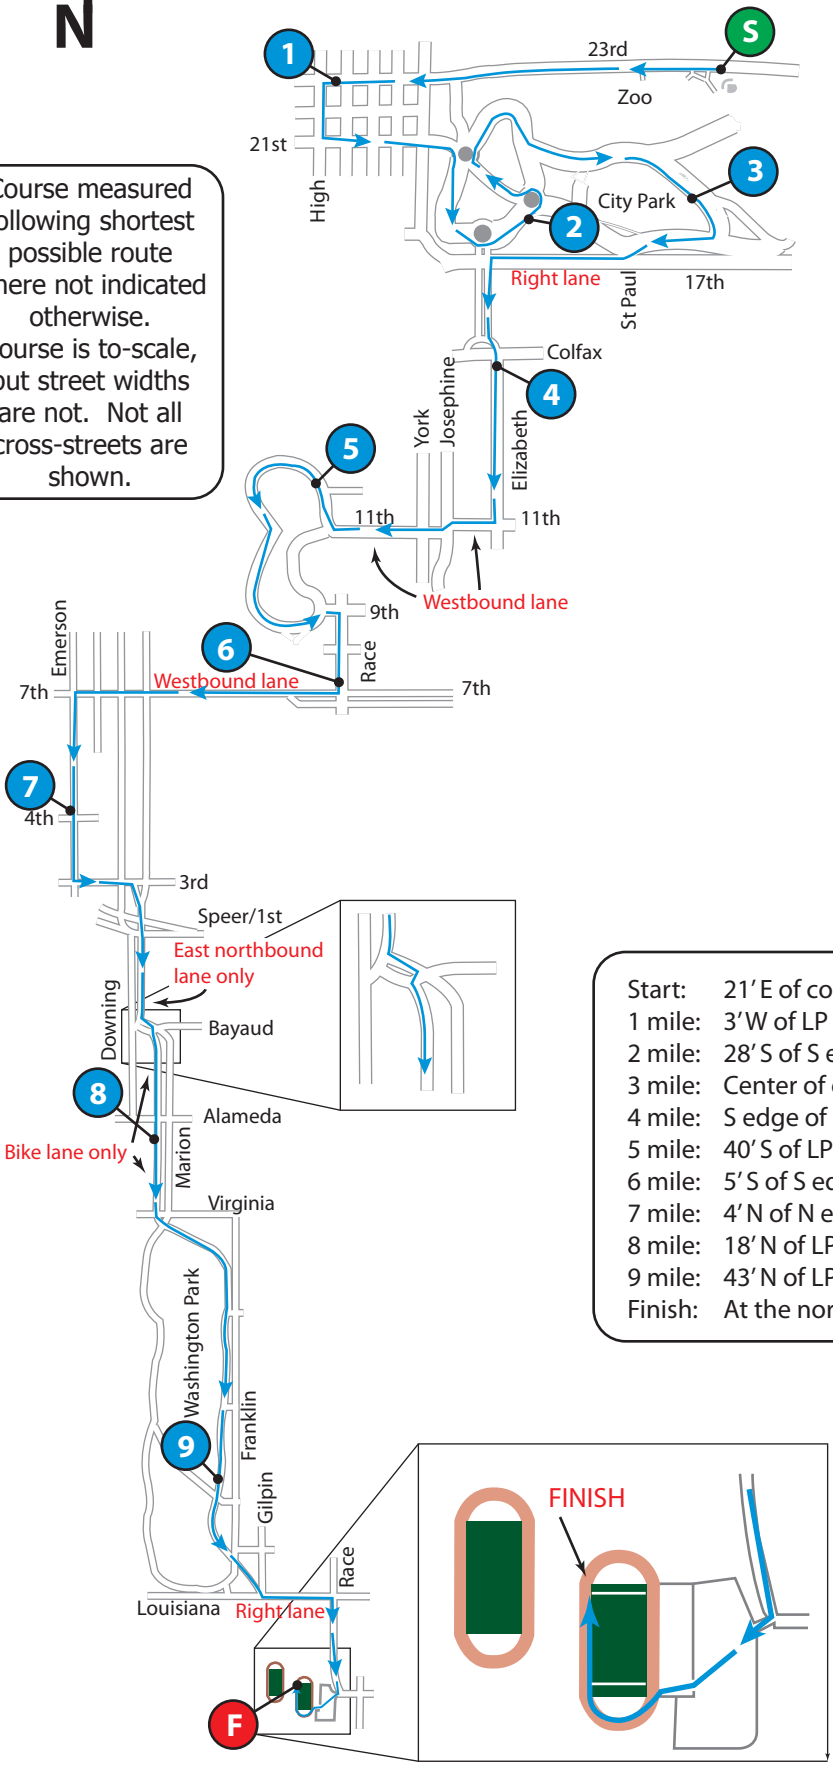 N
S
1
23rd
Zoo
21st
High
3
City Park
2
Right lane
17th
St Paul
Course measured
following shortest
possible route
where not indicated
otherwise.
Course is to-scale,
but street widths
are not. Not all
cross-streets are
shown.
Colfax
Josephine
York
4
Elizabeth
5
11th
11th
Westbound lane
9th
Emerson
6
Race
Westbound lane
7th
7th
7
4th
3rd
Speer/1st
East northbound
lane only
Downing
Bayaud
8
Alameda
Bike lane only
Marion
Virginia
Start: 21' E of co
1 mile: 3' W of LP
2 mile: 28' S of S e
3 mile: Center of
4 mile: S edge of
5 mile: 40' S of LP
6 mile: 5' S of S ed
7 mile: 4' N of N e
8 mile: 18' N of LP
9 mile: 43' N of LP
Finish: At the nor
Washington Park
Franklin
9
Gilpin
Race
Louisiana
Right lane
F
FINISH